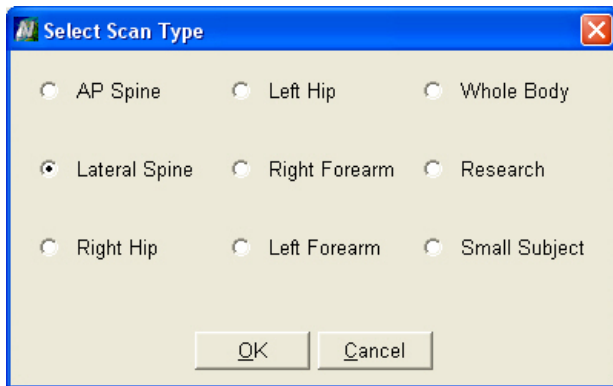 Select Scan Type
AP Spine Left Hip Whole Body
Lateral Spine Right Forearm Research
Right Hip Left Forearm Small Subject
OK Cancel